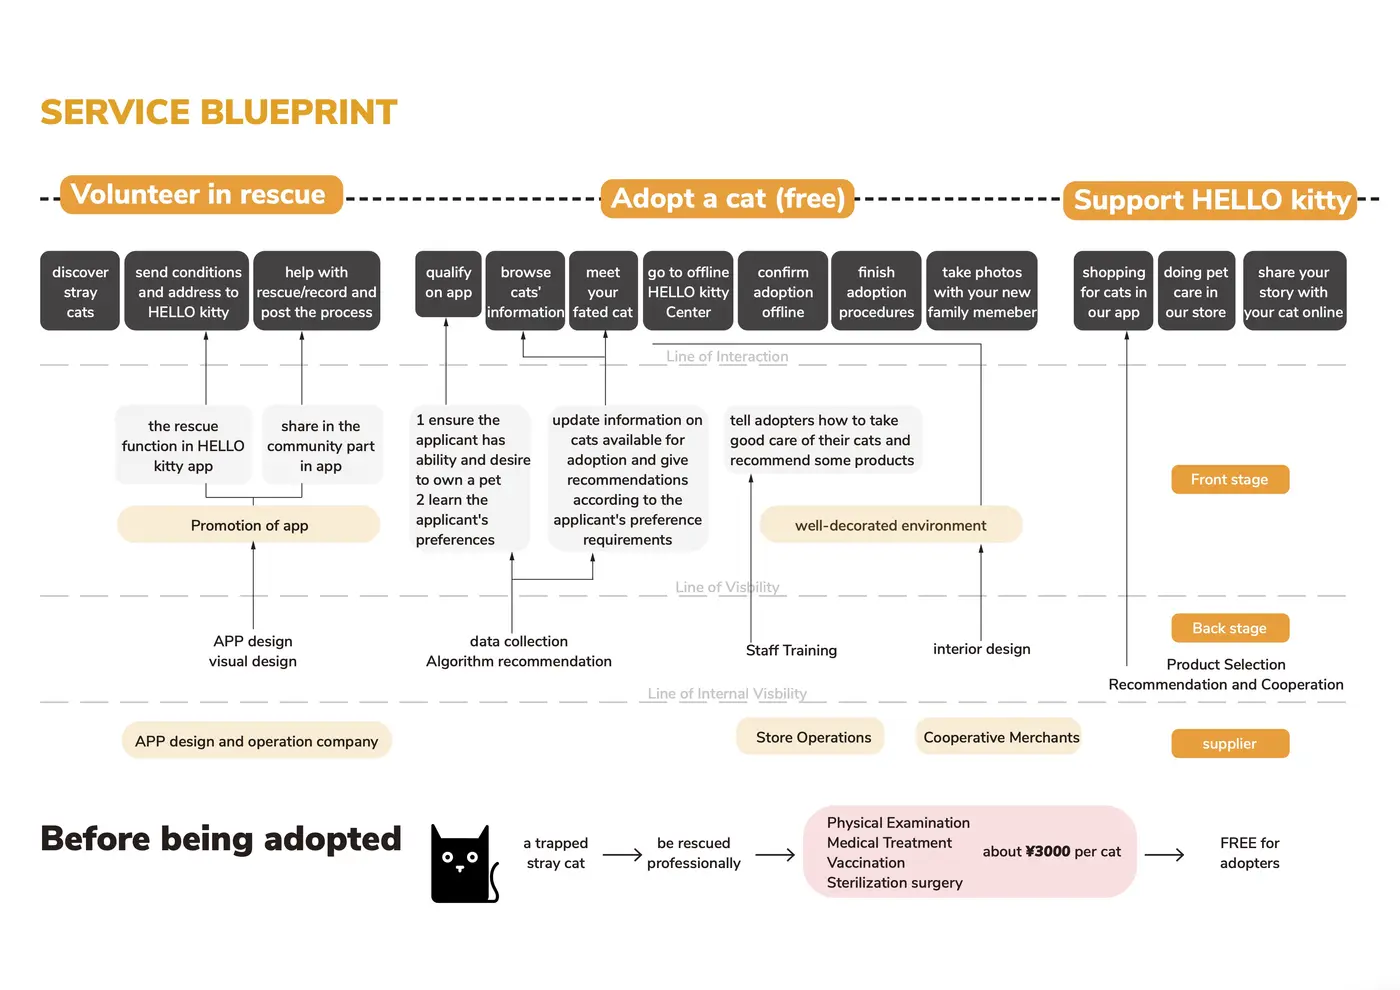 SERVICE BLUEPRINT
Volunteer in rescue
Adopt a cat (free)
Support HELLO kitty
discover
stray
cats
send conditions
and address to
HELLO kitty
help with
rescue/record and
post the process
qualify
on app
browse
cats'
information
meet
your
fated cat
go to offline
HELLO kitty
Center
confirm
adoption
offline
finish
adoption
procedures
take photos
with your new
family memeber
shopping
for cats in
our app
doing pet
care in
our store
share your
story with
your cat online
Line of Interaction
the rescue
function in HELLO
kitty app
share in the
community part
in app
1 ensure the
applicant has
ability and desire
to own a pet
2 learn the
applicant's
preferences
update information on
cats available for
adoption and give
recommendations
according to the
applicant's preference
requirements
tell adopters how to take
good care of their cats and
recommend some products
Front stage
Promotion of app
well-decorated environment
Line of Visbility
APP design
visual design
data collection
Algorithm recommendation
Staff Training
interior design
Back stage
Product Selection
Recommendation and Cooperation
Line of Internal Visbility
APP design and operation company
Store Operations
Cooperative Merchants
supplier
Before being adopted
a trapped
stray cat
be rescued
professionally
Physical Examination
Medical Treatment
Vaccination
Sterilization surgery
about ¥3000 per cat
FREE for
adopters